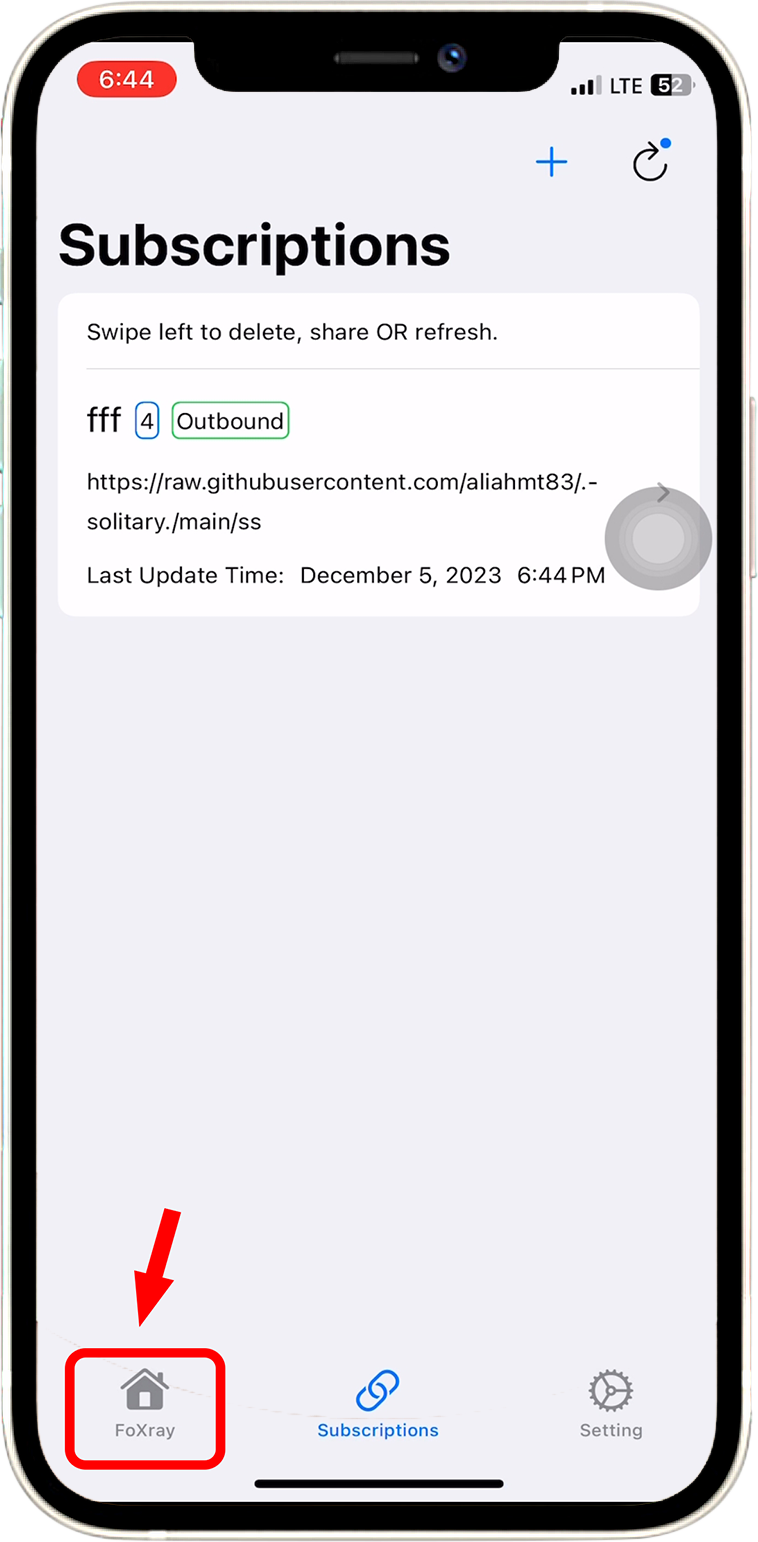 6:44
LTE 52
Subscriptions
Swipe left to delete, share OR refresh.
fff 4 Outbound
https://raw.githubusercontent.com/aliahmt83/.-
solitary./main/ss
Last Update Time: December 5, 2023 6:44 PM
FoXray
Subscriptions
Setting